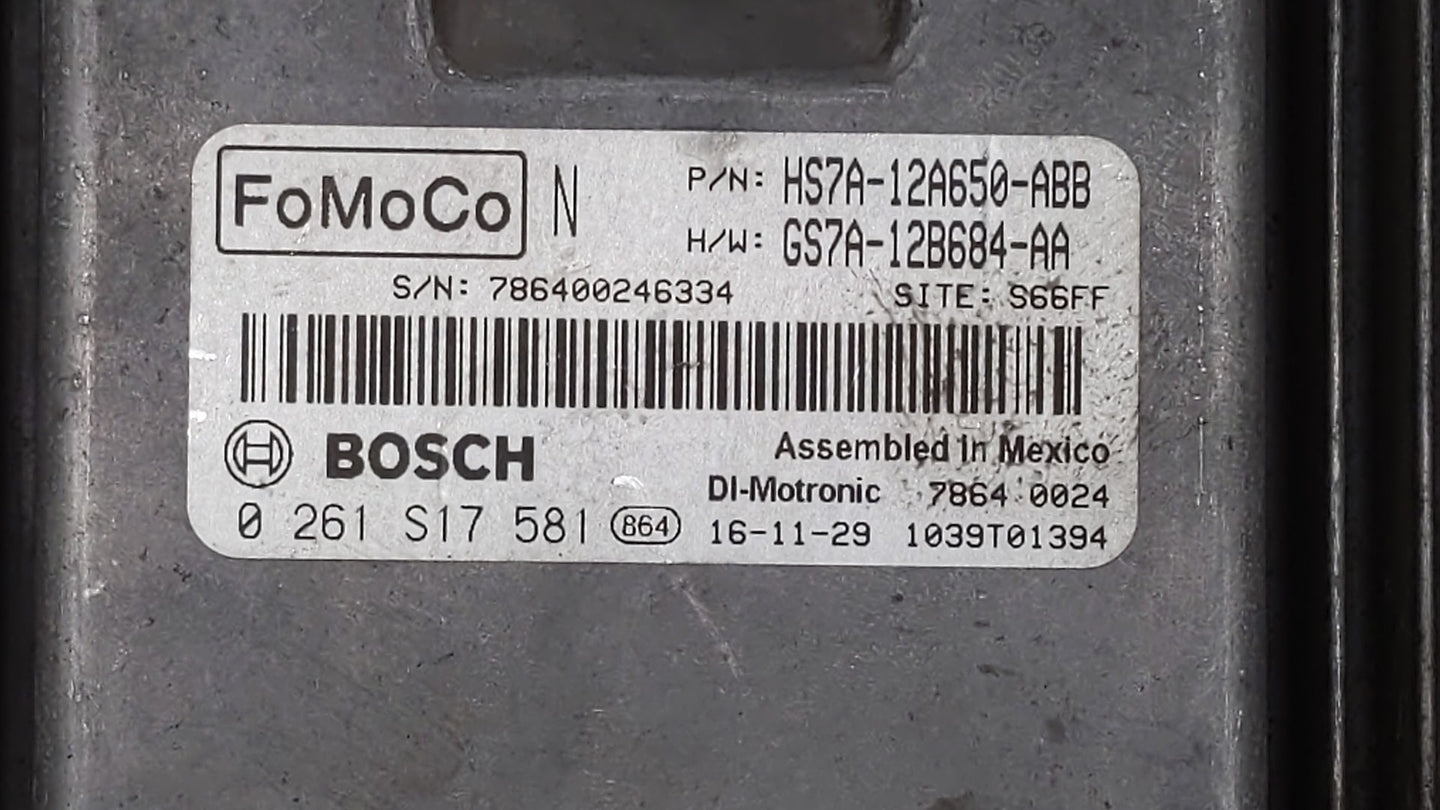 FoMoCo N P/N: HS7A-12A650-ABB
H/W: GS7A-12B684-AA
S/N: 786400246334 SITE: S66FF
BOSCH Assembled in Mexico
DI-Motronic 7864 0024
0 261 S17 581 864 16-11-29 1039T01394